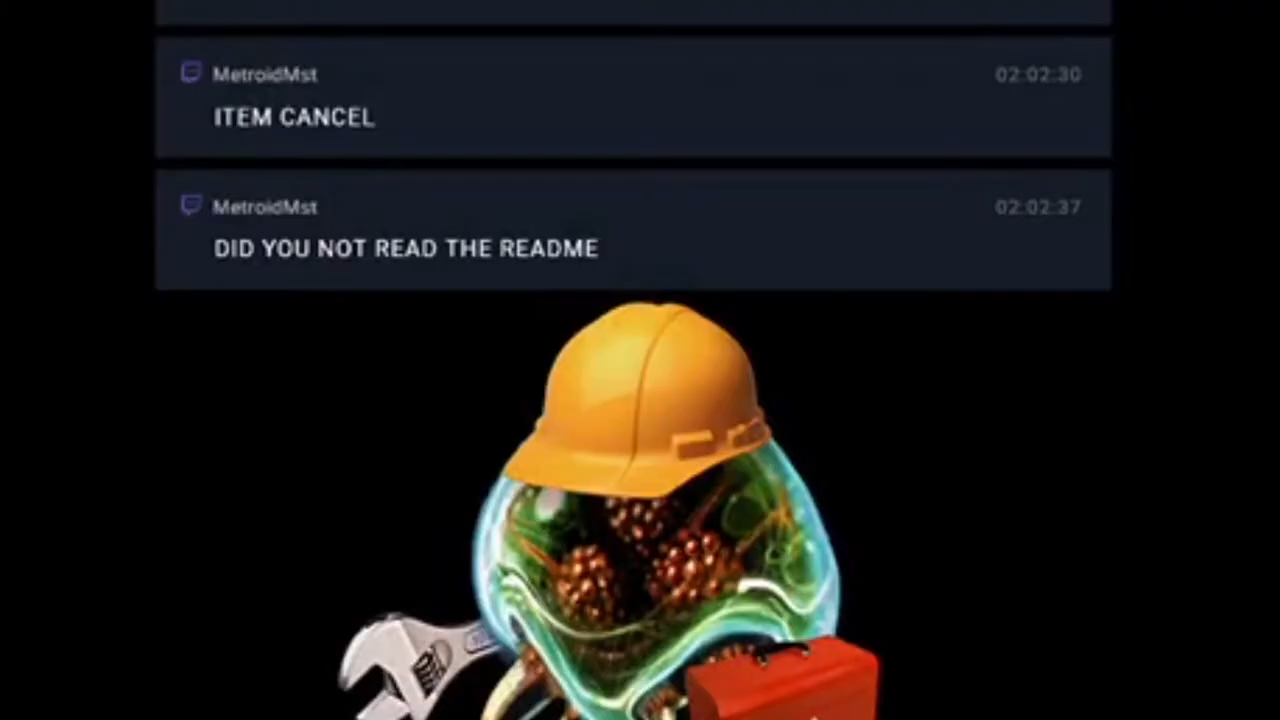 MetroidMst 02:02:30
ITEM CANCEL
MetroidMst 02:02:37
DID YOU NOT READ THE README